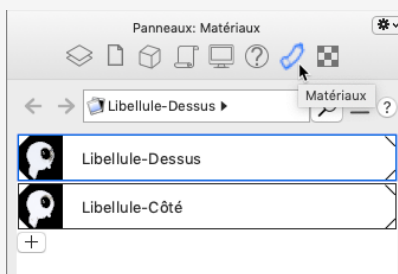 Panneaux: Matériaux
Matériaux
Libellule-Dessus
?
Libellule-Dessus
Libellule-Côté
+